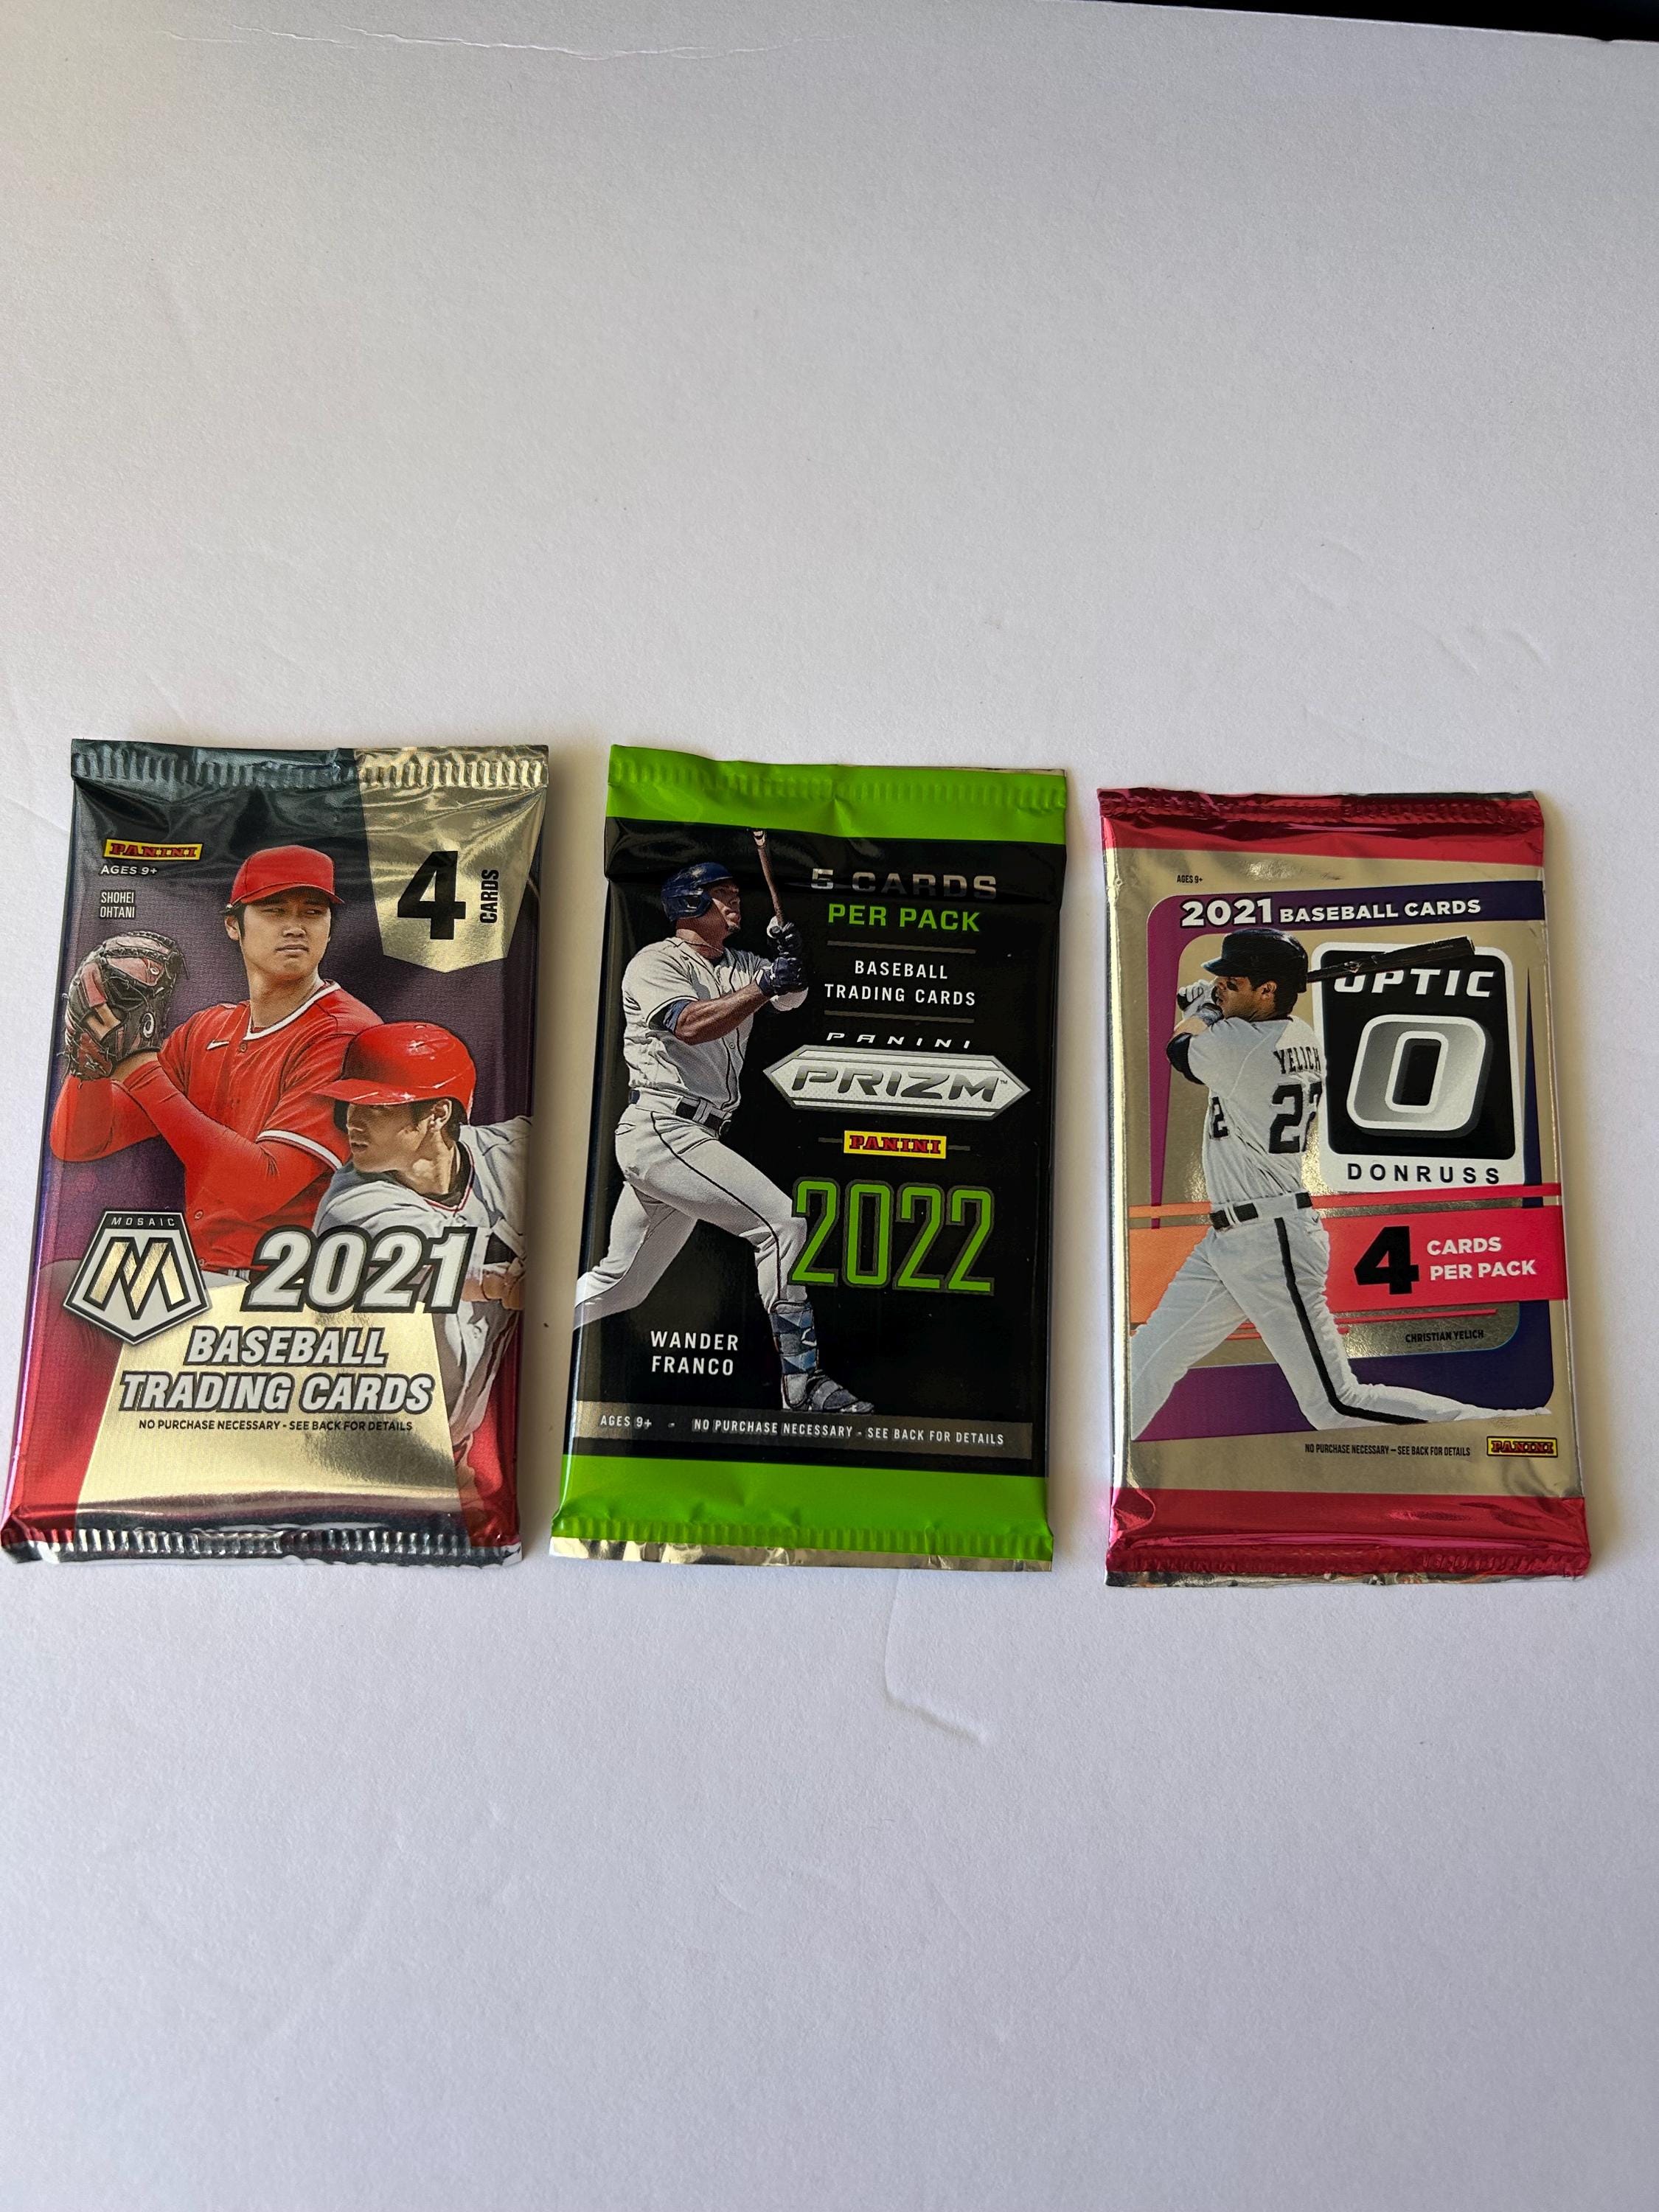 PANINI
AGES 9+
SHOHEI
OHTANI
4
CARDS
MOSAIC
M
2021
BASEBALL
TRADING CARDS
NO PURCHASE NECESSARY - SEE BACK FOR DETAILS
5 CARDS
PER PACK
BASEBALL
TRADING CARDS
PANINI
PRIZM™
PANINI
2022
WANDER
FRANCO
AGES 9+ - NO PURCHASE NECESSARY - SEE BACK FOR DETAILS
AGES 9+
2021 BASEBALL CARDS
OPTIC
O
DONRUSS
YELICH
22
4 CARDS
PER PACK
CHRISTIAN YELICH
NO PURCHASE NECESSARY—SEE BACK FOR DETAILS
PANINI